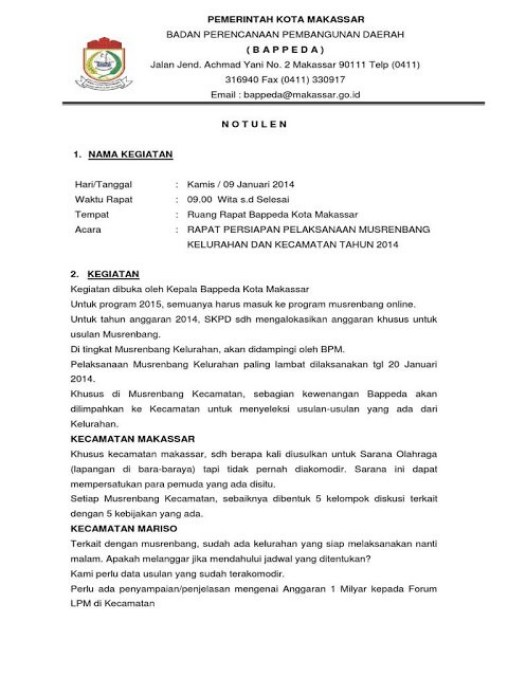 PEMERINTAH KOTA MAKASSAR
BADAN PERENCANAAN PEMBANGUNAN DAERAH
( B A P P E D A )
Jalan Jend. Achmad Yani No. 2 Makassar 90111 Telp (0411)
316940 Fax (0411) 330917
Email : bappeda@makassar.go.id
N O T U L E N
1. NAMA KEGIATAN
Hari/Tanggal : Kamis / 09 Januari 2014
Waktu Rapat : 09.00 Wita s.d Selesai
Tempat : Ruang Rapat Bappeda Kota Makassar
Acara : RAPAT PERSIAPAN PELAKSANAAN MUSRENBANG
KELURAHAN DAN KECAMATAN TAHUN 2014
2. KEGIATAN
Kegiatan dibuka oleh Kepala Bappeda Kota Makassar
Untuk program 2015, semuanya harus masuk ke program musrenbang online.
Untuk tahun anggaran 2014, SKPD sdh mengalokasikan anggaran khusus untuk
usulan Musrenbang.
Di tingkat Musrenbang Kelurahan, akan didampingi oleh BPM.
Pelaksanaan Musrenbang Kelurahan paling lambat dilaksanakan tgl 20 Januari
2014.
Khusus di Musrenbang Kecamatan, sebagian kewenangan Bappeda akan
dilimpahkan ke Kecamatan untuk menyeleksi usulan-usulan yang ada dari
Kelurahan.
KECAMATAN MAKASSAR
Khusus kecamatan makassar, sdh berapa kali diusulkan untuk Sarana Olahraga
(lapangan di bara-baraya) tapi tidak pernah diakomodir. Sarana ini dapat
mempersatukan para pemuda yang ada disitu.
Setiap Musrenbang Kecamatan, sebaiknya dibentuk 5 kelompok diskusi terkait
dengan 5 kebijakan yang ada.
KECAMATAN MARISO
Terkait dengan musrenbang, sudah ada kelurahan yang siap melaksanakan nanti
malam. Apakah melanggar jika mendahului jadwal yang ditentukan?
Kami perlu data usulan yang sudah terakomodir.
Perlu ada penyampaian/penjelasan mengenai Anggaran 1 Milyar kepada Forum
LPM di Kecamatan